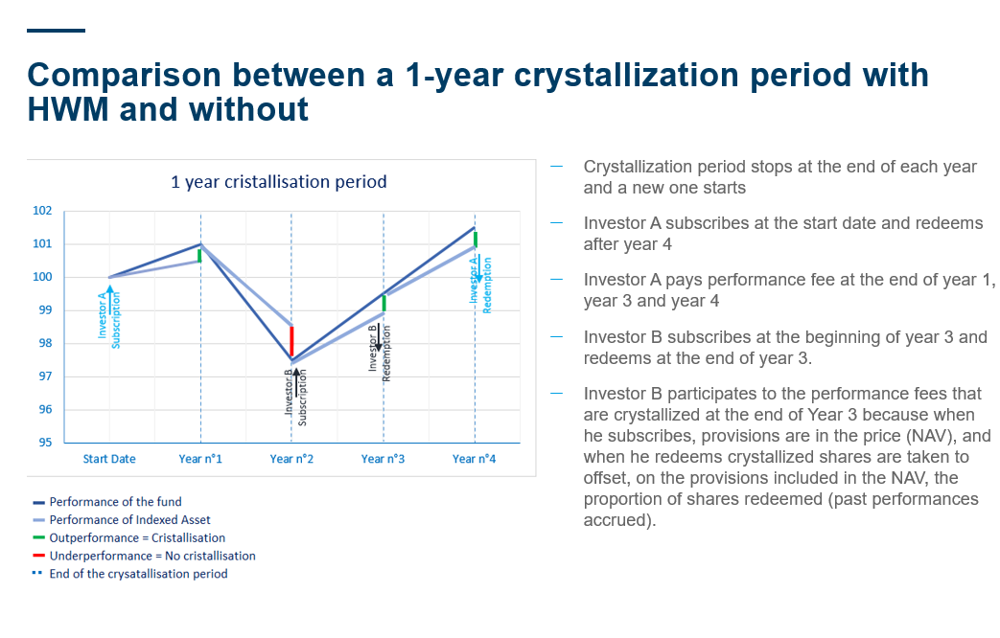 Comparison between a 1-year crystallization period with
HWM and without
1 year cristallisation period
102
101
100
99
98
97
96
95
Investor A
Subscription
Investor B
Subscription
Investor B
Redemption
Investor A
Redemption
Start Date
Year n°1
Year n°2
Year n°3
Year n°4
Performance of the fund
Performance of Indexed Asset
Outperformance = Cristallisation
Underperformance = No cristallisation
End of the crysatallisation period
— Crystallization period stops at the end of each year
and a new one starts
— Investor A subscribes at the start date and redeems
after year 4
— Investor A pays performance fee at the end of year 1,
year 3 and year 4
— Investor B subscribes at the beginning of year 3 and
redeems at the end of year 3.
— Investor B participates to the performance fees that
are crystallized at the end of Year 3 because when
he subscribes, provisions are in the price (NAV), and
when he redeems crystallized shares are taken to
offset, on the provisions included in the NAV, the
proportion of shares redeemed (past performances
accrued).